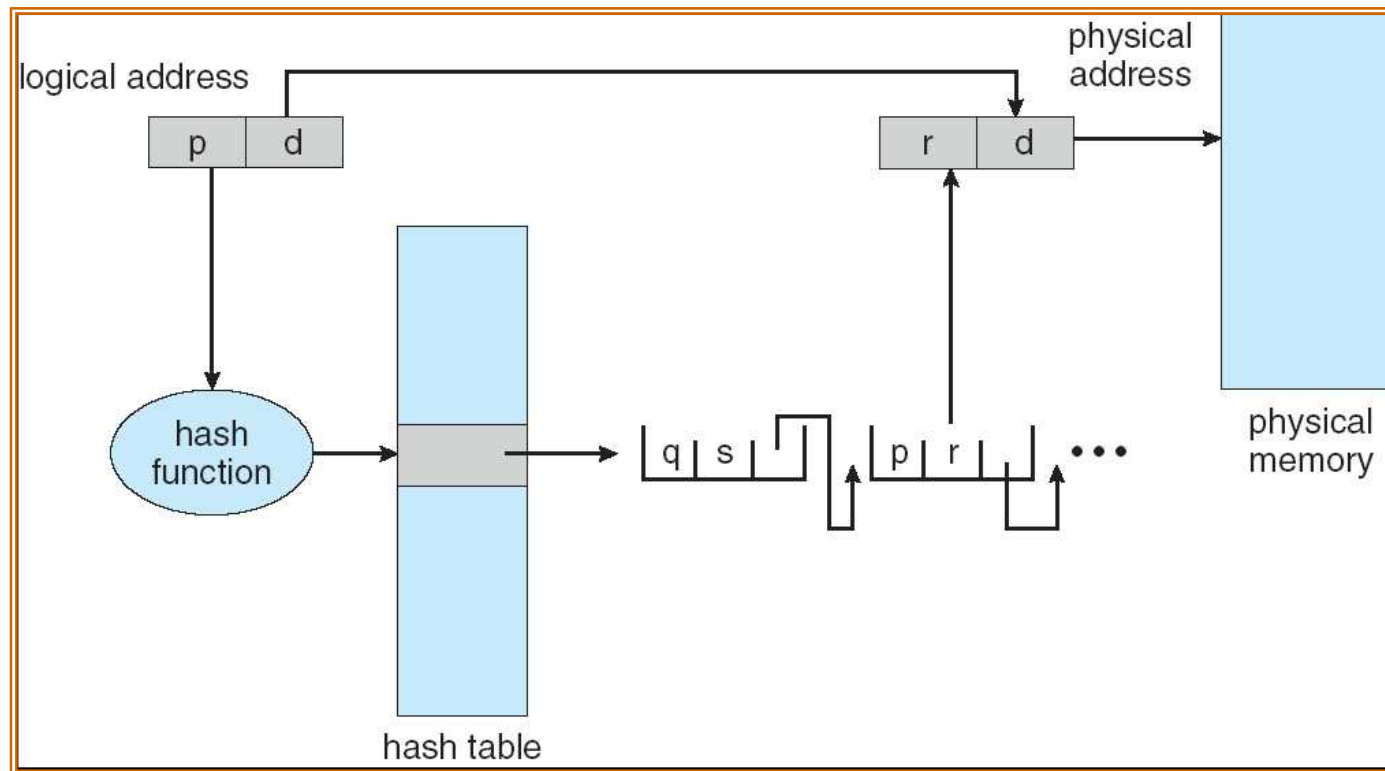 logical address
physical
address
p d
r d
hash
function
q s
p r
physical
memory
hash table